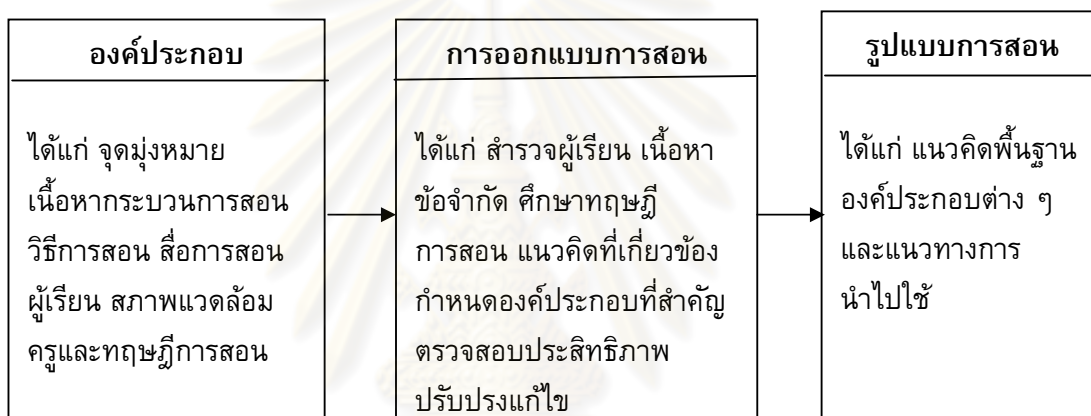 องค์ประกอบ
ได้แก่ จุดมุ่งหมาย
เนื้อหากระบวนการสอน
วิธีการสอน สื่อการสอน
ผู้เรียน สภาพแวดล้อม
ครูและทฤษฎีการสอน
การออกแบบการสอน
ได้แก่ สำรวจผู้เรียน เนื้อหา
ข้อจำกัด ศึกษาทฤษฎี
การสอน แนวคิดที่เกี่ยวข้อง
กำหนดองค์ประกอบที่สำคัญ
ตรวจสอบประสิทธิภาพ
ปรับปรุงแก้ไข
รูปแบบการสอน
ได้แก่ แนวคิดพื้นฐาน
องค์ประกอบต่าง ๆ
และแนวทางการ
นำไปใช้